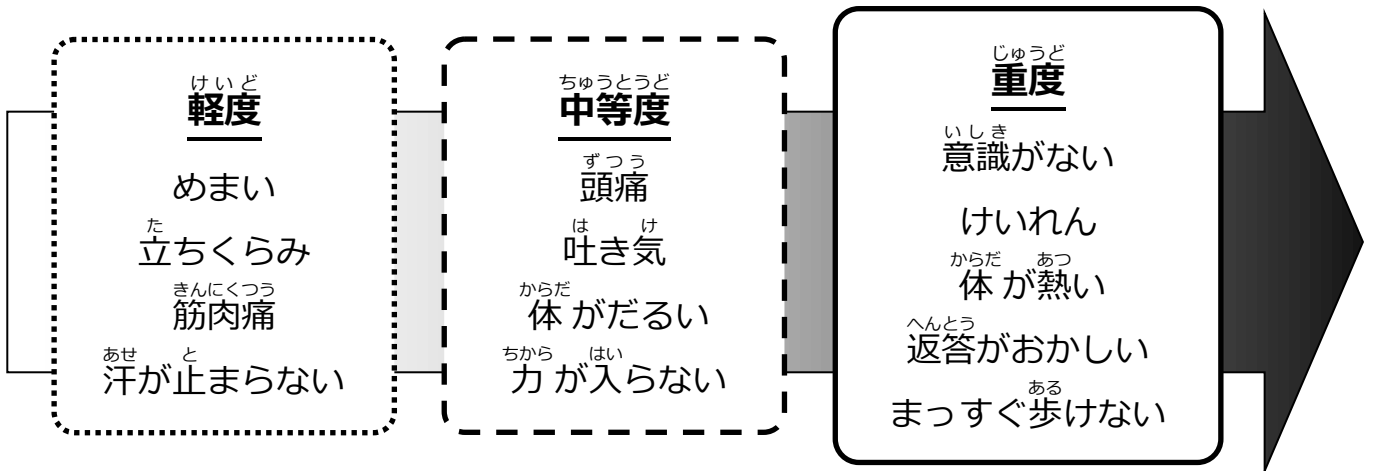 軽度
めまい
立ちくらみ
筋肉痛
汗が止まらない
中等度
頭痛
吐き気
体がだるい
力が入らない
重度
意識がない
けいれん
体が熱い
返答がおかしい
まっすぐ歩けない
けいど
た
きんにくつう
あせ と
ちゅうとうど
ずつう
は け
からだ
ちから はい
じゅうど
いしき
からだ あつ
へんとう
ある